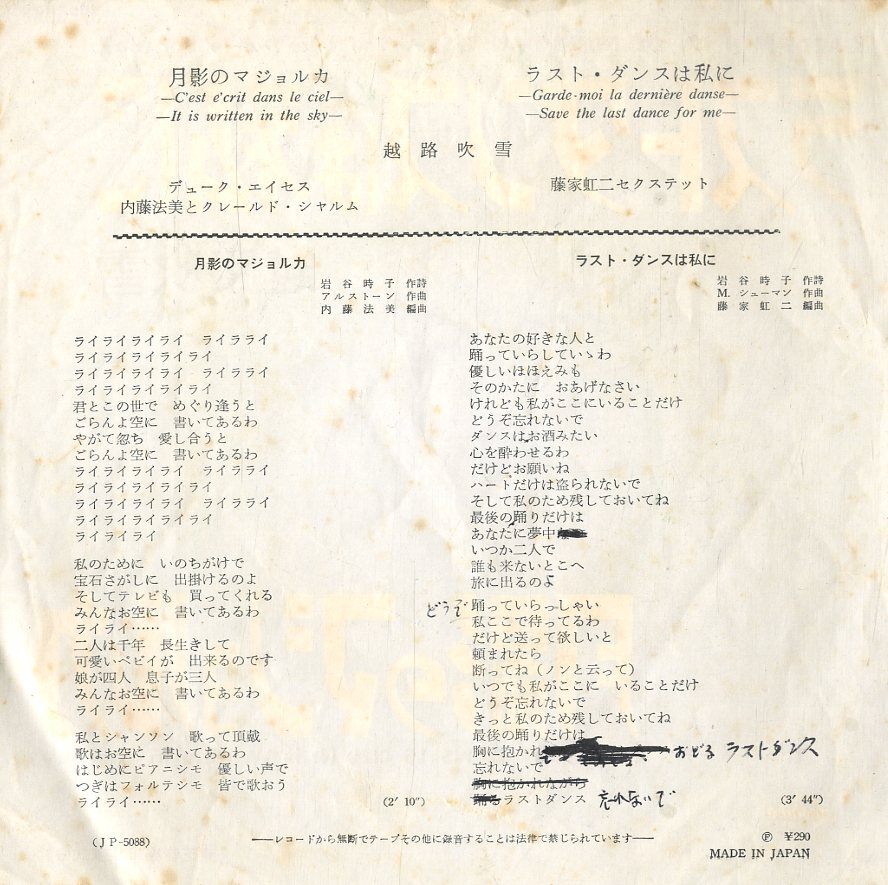 月影のマジョルカ
—C'est e'crit dans le ciel—
—It is written in the sky—
ラスト・ダンスは私に
—Garde-moi la dernière danse—
—Save the last dance for me—
越路吹雪
デューク・エイセス
内藤法美とクレールド・シャルム
藤家虹二セクステット
月影のマジョルカ
岩谷時子 作詩
アルストーン 作曲
内藤法美 編曲
ライライライライ　ライラライ
ライライライライライ
ライライライライ　ライラライ
ライライライライライ
君とこの世で　めぐり逢うと
ごらんよ空に　書いてあるわ
やがて忽ち　愛し合うと
ごらんよ空に　書いてあるわ
ライライライライ　ライラライ
ライライライライライ
ライライライライ　ライラライ
ライライライライライ
ライライライ
私のために　いのちがけで
宝石さがしに　出掛けるのよ
そしてテレビも　買ってくれる
みんなお空に　書いてあるわ
ライライ……
二人は千年　長生きして
可愛いベビイが　出来るのです
娘が四人　息子が三人
みんなお空に　書いてあるわ
ライライ……
私とシャンソン　歌って頂戴
歌はお空に　書いてあるわ
はじめにピアニシモ　優しい声で
つぎはフォルテシモ　皆で歌おう
ライライ……
(2' 10")
ラスト・ダンスは私に
岩谷時子 作詩
M. シューマン 作曲
藤家虹二 編曲
あなたの好きな人と
踊っていらしていゝわ
優しいほほえみも
そのかたに　おあげなさい
けれども私がここにいることだけ
どうぞ忘れないで
ダンスはお酒みたい
心を酔わせるわ
だけどお願いね
ハートだけは盗られないで
そして私のため残しておいてね
最後の踊りだけは
あなたに夢中
いつか二人で
誰も来ないとこへ
旅に出るのよ
どうぞ 踊っていらっしゃい
私ここで待ってるわ
だけど送って欲しいと
頼まれたら
断ってね（ノンと云って）
いつでも私がここに　いることだけ
どうぞ忘れないで
きっと私のため残しておいてね
最後の踊りだけは
胸に抱かれ おどる ラストダンス
忘れないで
胸に抱かれながら
踊る ラストダンス 忘れないで
(3' 44")
(JP-5088)
——レコードから無断でテープその他に録音することは法律で禁じられています——
Ⓟ ¥290
MADE IN JAPAN